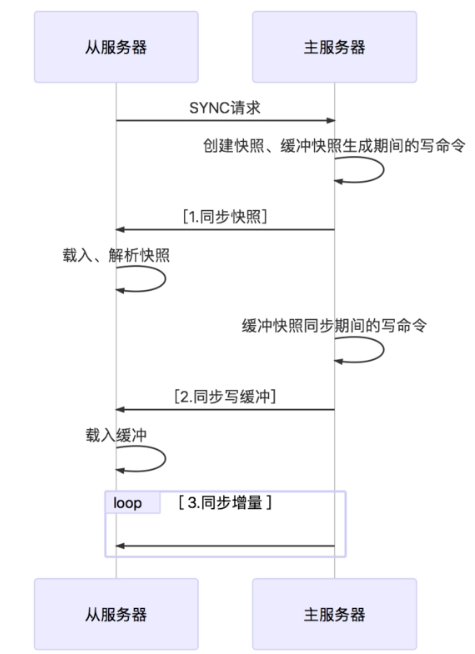 从服务器
主服务器
SYNC请求
创建快照、缓冲快照生成期间的写命令
[1.同步快照]
载入、解析快照
缓冲快照同步期间的写命令
[2.同步写缓冲]
载入缓冲
loop
[ 3.同步增量 ]
从服务器
主服务器